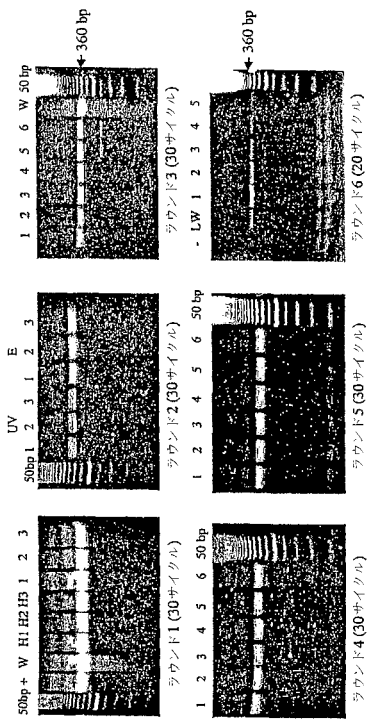 50bp + W H1 H2 H3 1 2 3
ラウンド1 (30サイクル)
UV E
50bp 1 2 3 1 2 3
ラウンド2 (30サイクル)
1 2 3 4 5 6 W 50 bp
360 bp
ラウンド3 (30サイクル)
1 2 3 4 5 6 50 bp
ラウンド4 (30サイクル)
1 2 3 4 5 6 50 bp
ラウンド5 (30サイクル)
- LW 1 2 3 4 5
360 bp
ラウンド6 (20サイクル)